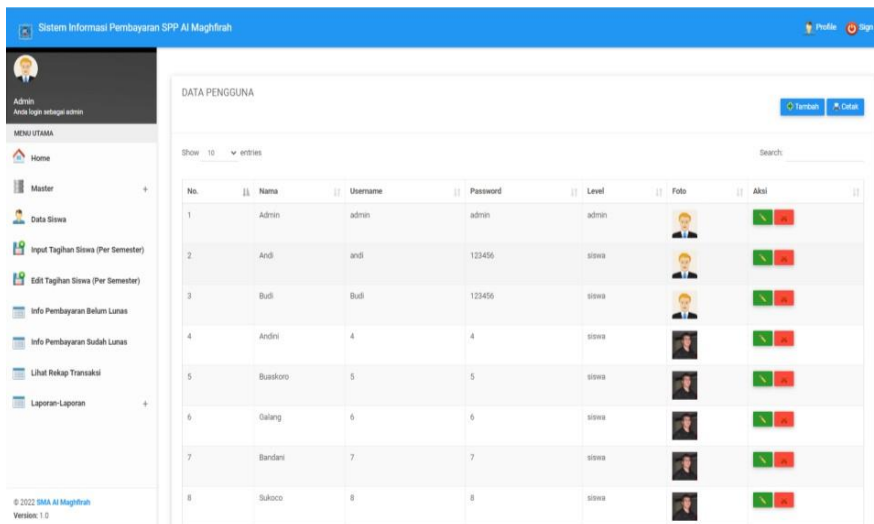 Sistem Informasi Pembayaran SPP Al Maghfirah
Profile Sign
Admin
Anda login sebagai admin
MENU UTAMA
Home
Master +
Data Siswa
Input Tagihan Siswa (Per Semester)
Edit Tagihan Siswa (Per Semester)
Info Pembayaran Belum Lunas
Info Pembayaran Sudah Lunas
Lihat Rekap Transaksi
Laporan-Laporan +
© 2022 SMA Al Maghfirah
Version: 1.0
DATA PENGGUNA
Tambah Cetak
Show 10 entries
Search:
No. Nama Username Password Level Foto Aksi
1 Admin admin admin admin
2 Andi andi 123456 siswa
3 Budi Budi 123456 siswa
4 Andini 4 4 siswa
5 Buaskoro 5 5 siswa
6 Galang 6 6 siswa
7 Bandani 7 7 siswa
8 Sukoco 8 8 siswa